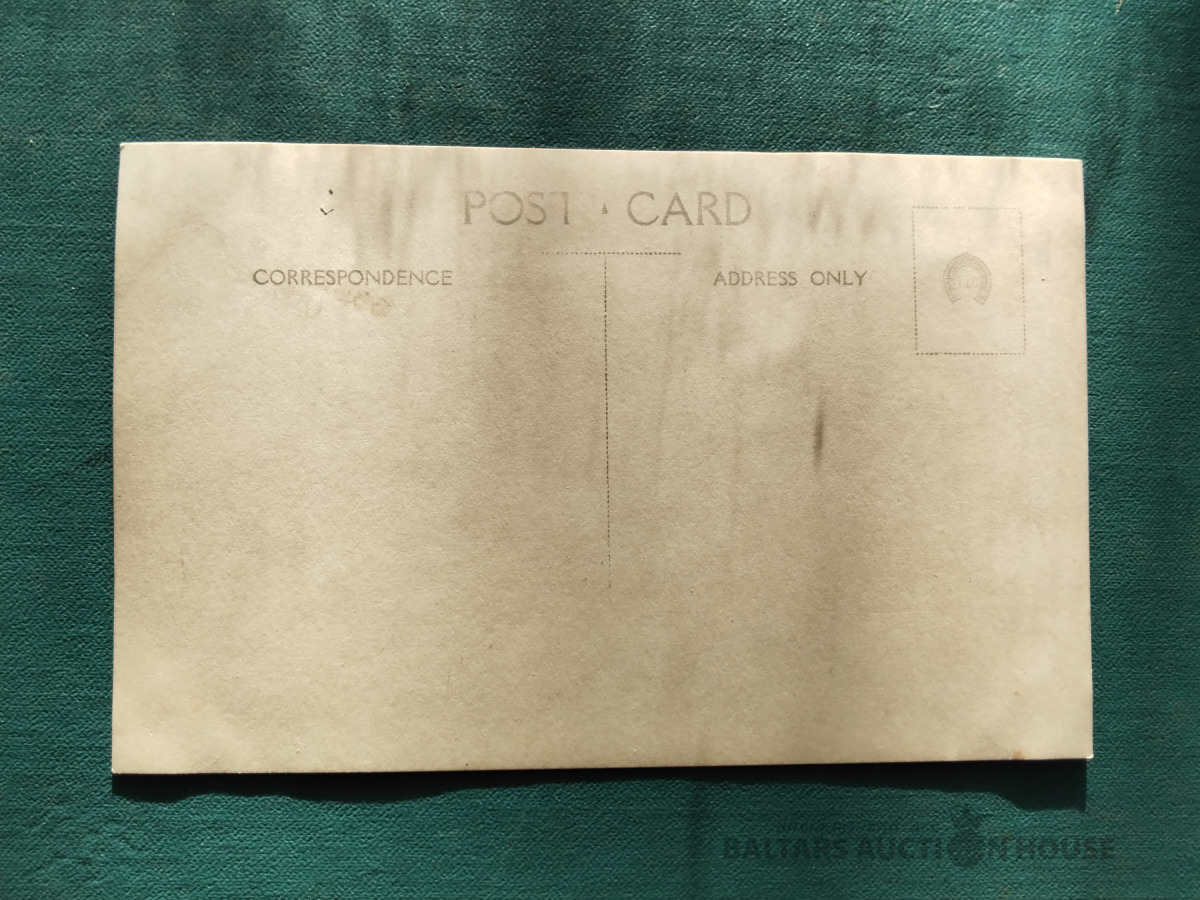 POST CARD
CORRESPONDENCE
ADDRESS ONLY
BALTARS AUCTION HOUSE